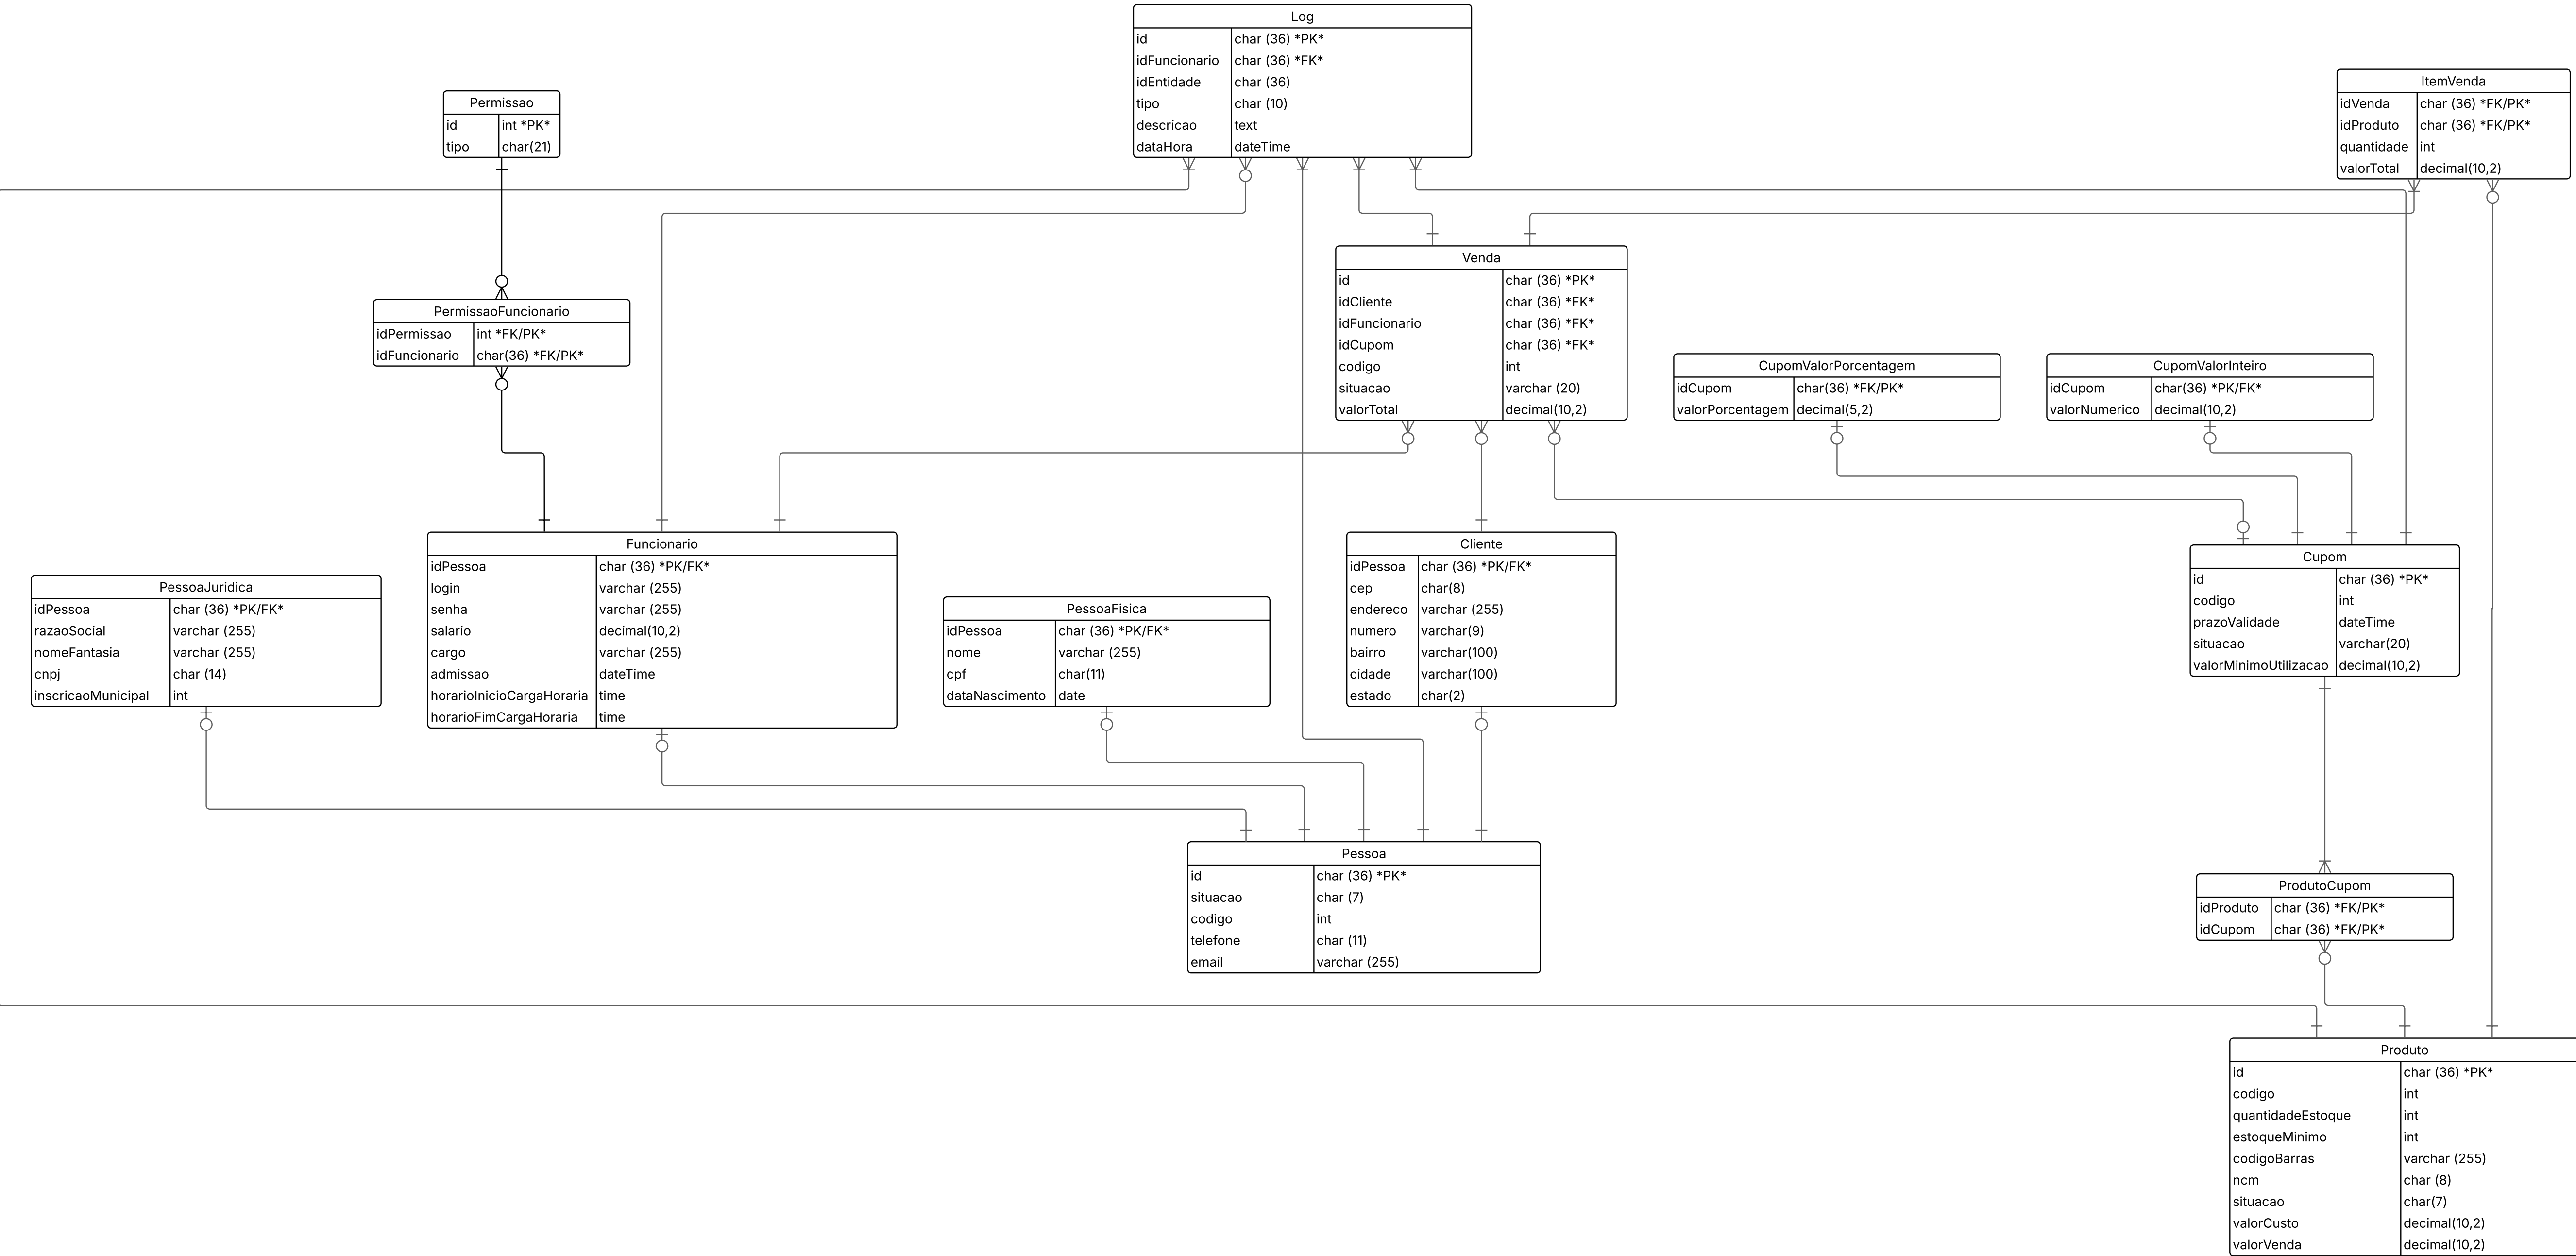 Log
id char (36) *PK*
idFuncionario char (36) *FK*
idEntidade char (36)
tipo char (10)
descricao text
dataHora dateTime
ItemVenda
idVenda char (36) *FK/PK*
idProduto char (36) *FK/PK*
quantidade int
valorTotal decimal(10,2)
Permissao
id int *PK*
tipo char(21)
Venda
id char (36) *PK*
idCliente char (36) *FK*
idFuncionario char (36) *FK*
idCupom char (36) *FK*
codigo int
situacao varchar (20)
valorTotal decimal(10,2)
PermissaoFuncionario
idPermissao int *FK/PK*
idFuncionario char(36) *FK/PK*
CupomValorPorcentagem
idCupom char(36) *FK/PK*
valorPorcentagem decimal(5,2)
CupomValorInteiro
idCupom char(36) *PK/FK*
valorNumerico decimal(10,2)
PessoaJuridica
idPessoa char (36) *PK/FK*
razaoSocial varchar (255)
nomeFantasia varchar (255)
cnpj char (14)
inscricaoMunicipal int
Funcionario
idPessoa char (36) *PK/FK*
login varchar (255)
senha varchar (255)
salario decimal(10,2)
cargo varchar (255)
admissao dateTime
horarioInicioCargaHoraria time
horarioFimCargaHoraria time
PessoaFisica
idPessoa char (36) *PK/FK*
nome varchar (255)
cpf char(11)
dataNascimento date
Cliente
idPessoa char (36) *PK/FK*
cep char(8)
endereco varchar (255)
numero varchar(9)
bairro varchar(100)
cidade varchar(100)
estado char(2)
Cupom
id char (36) *PK*
codigo int
prazoValidade dateTime
situacao varchar(20)
valorMinimoUtilizacao decimal(10,2)
Pessoa
id char (36) *PK*
situacao char (7)
codigo int
telefone char (11)
email varchar (255)
ProdutoCupom
idProduto char (36) *FK/PK*
idCupom char (36) *FK/PK*
Produto
id char (36) *PK*
codigo int
quantidadeEstoque int
estoqueMinimo int
codigoBarras varchar (255)
ncm char (8)
situacao char(7)
valorCusto decimal(10,2)
valorVenda decimal(10,2)